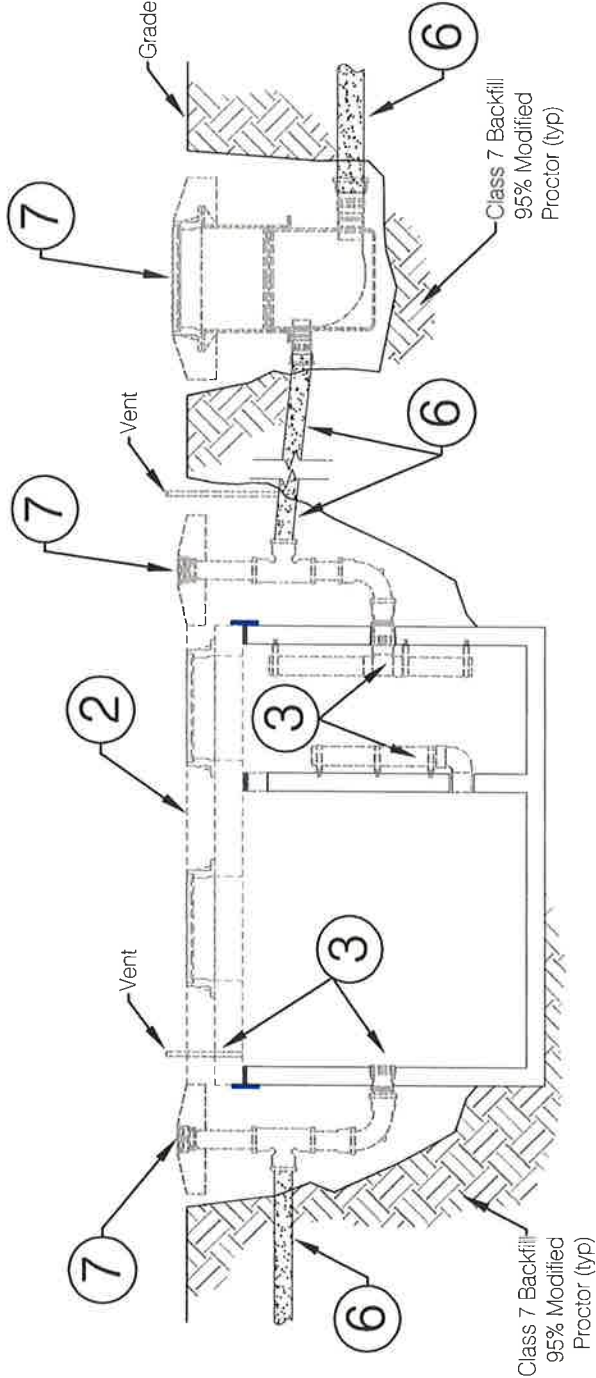 7
Grade
Vent
7
6
2
Class 7 Backfill
95% Modified
Proctor (typ)
6
3
Vent
3
7
6
Class 7 Backfill
95% Modified
Proctor (typ)